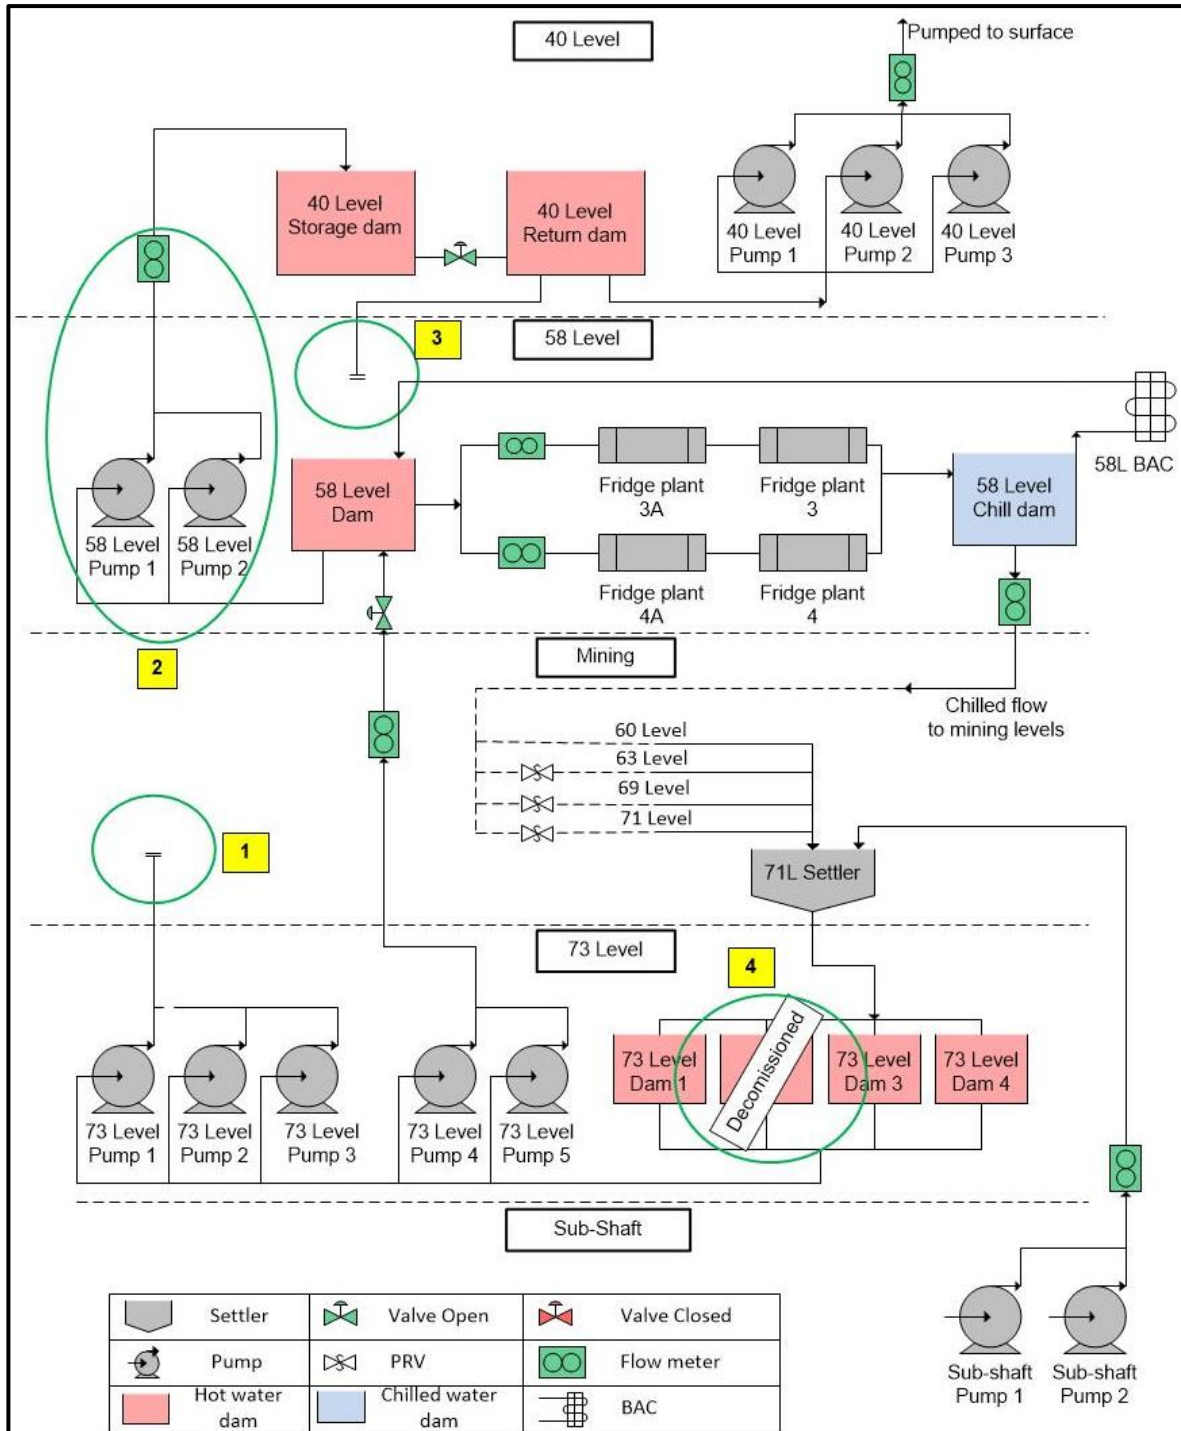 40 Level
Pumped to surface
40 Level
Storage dam
40 Level
Return dam
40 Level
Pump 1
40 Level
Pump 2
40 Level
Pump 3
3
58 Level
58L BAC
58 Level
Pump 1
58 Level
Pump 2
58 Level
Dam
Fridge plant
3A
Fridge plant
3
Fridge plant
4A
Fridge plant
4
58 Level
Chill dam
2
Mining
Chilled flow
to mining levels
60 Level
63 Level
69 Level
71 Level
1
71L Settler
73 Level
4
73 Level
Pump 1
73 Level
Pump 2
73 Level
Pump 3
73 Level
Pump 4
73 Level
Pump 5
73 Level
Dam 1
Decomissioned
73 Level
Dam 3
73 Level
Dam 4
Sub-Shaft
Sub-shaft
Pump 1
Sub-shaft
Pump 2
Settler
Valve Open
Valve Closed
Pump
PRV
Flow meter
Hot water
dam
Chilled water
dam
BAC